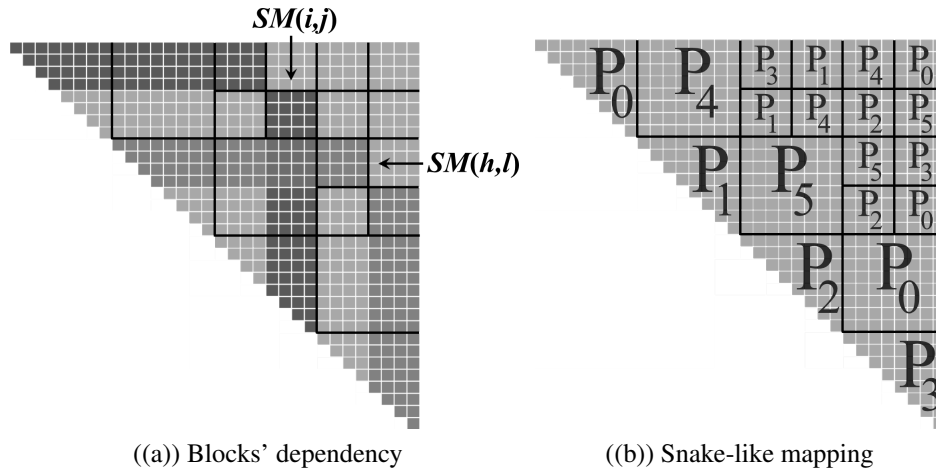 SM(i,j)
SM(h,l)
P0 P4 P3 P1 P4 P0
P1 P4 P2 P5
P1 P5 P5 P3
P2 P0
P2 P0
P3
((a)) Blocks' dependency
((b)) Snake-like mapping